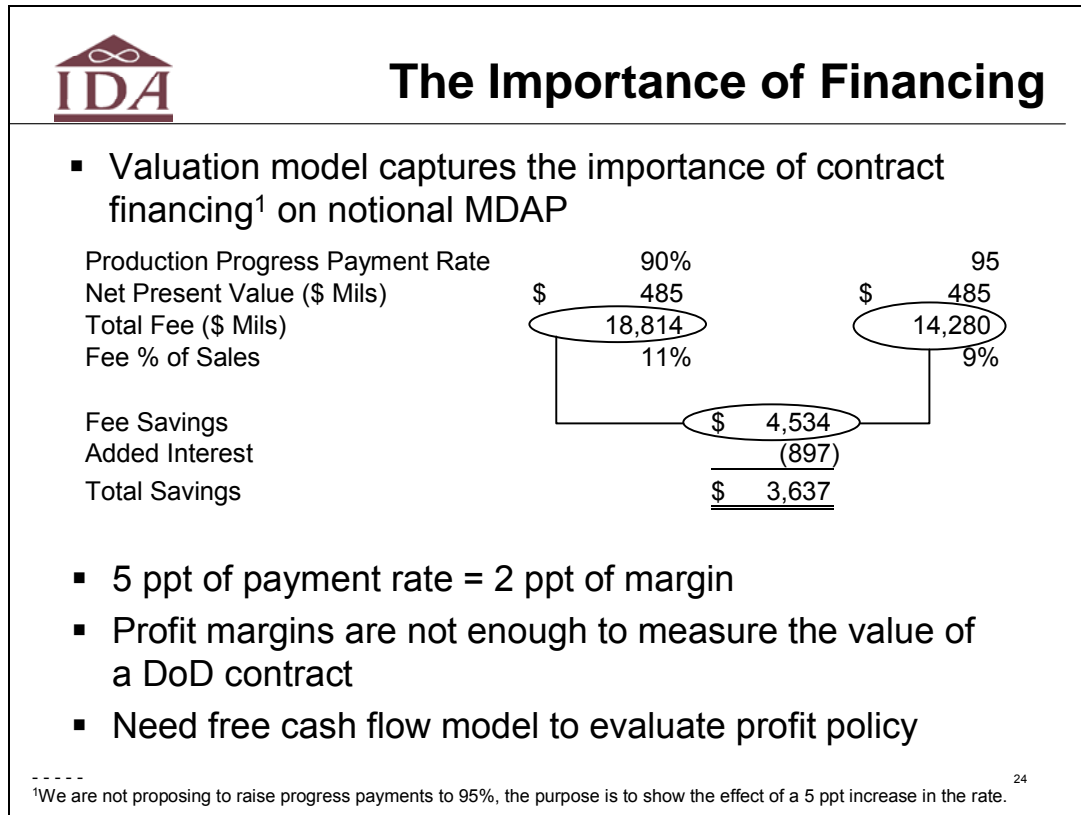 IDA
The Importance of Financing
▪ Valuation model captures the importance of contract
financing¹ on notional MDAP
Production Progress Payment Rate 90% 95
Net Present Value ($ Mils) $ 485 $ 485
Total Fee ($ Mils) 18,814 14,280
Fee % of Sales 11% 9%
Fee Savings $ 4,534
Added Interest (897)
Total Savings $ 3,637
▪ 5 ppt of payment rate = 2 ppt of margin
▪ Profit margins are not enough to measure the value of
a DoD contract
▪ Need free cash flow model to evaluate profit policy
- - - - -
24
¹We are not proposing to raise progress payments to 95%, the purpose is to show the effect of a 5 ppt increase in the rate.